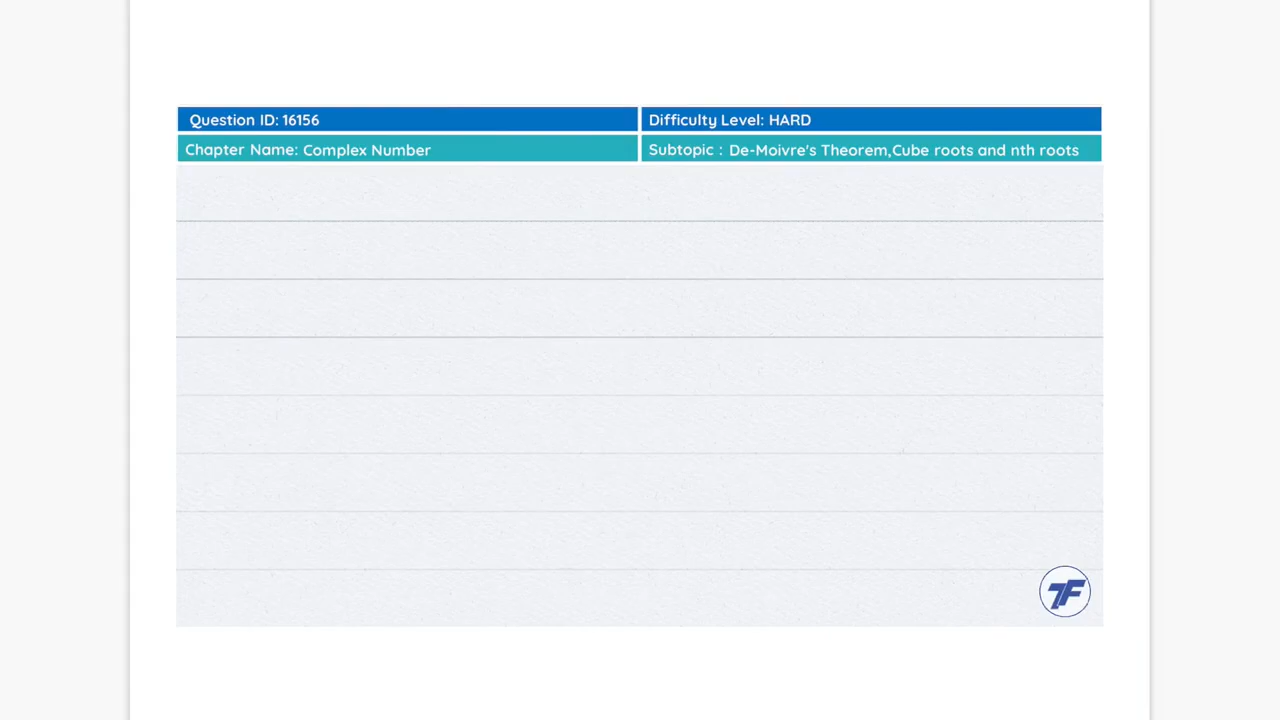 Question ID: 16156
Difficulty Level: HARD
Chapter Name: Complex Number
Subtopic : De-Moivre's Theorem,Cube roots and nth roots
TF